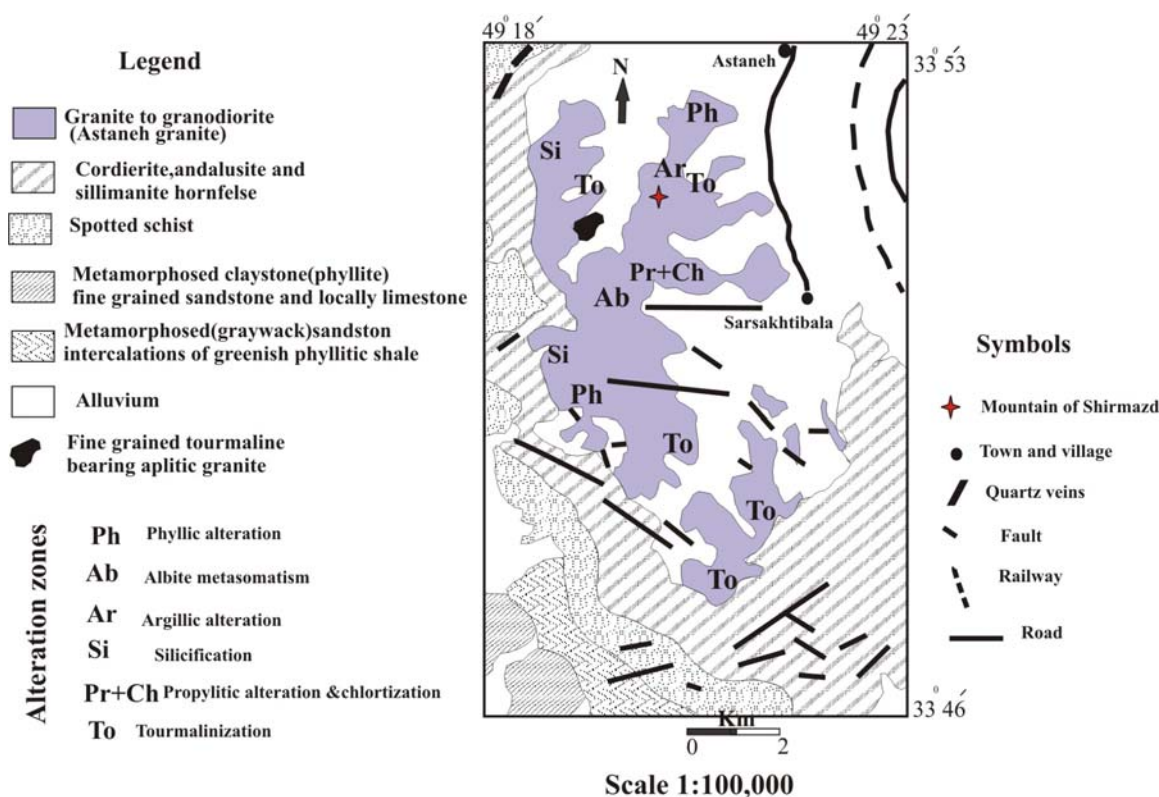 Legend
Granite to granodiorite
(Astaneh granite)
Cordierite,andalusite and
sillimanite hornfelse
Spotted schist
Metamorphosed claystone(phyllite)
fine grained sandstone and locally limestone
Metamorphosed(graywack)sandston
intercalations of greenish phyllitic shale
Alluvium
Fine grained tourmaline
bearing aplitic granite
Alteration zones
Ph Phyllic alteration
Ab Albite metasomatism
Ar Argillic alteration
Si Silicification
Pr+Ch Propylitic alteration &chlortization
To Tourmalinization
49° 18′
49° 23′
33° 53′
Astaneh
N
Ph
Si
Ar
To
To
Pr+Ch
Ab
Sarsakhtibala
Si
Ph
To
To
To
33° 46′
Km
0 2
Scale 1:100,000
Symbols
Mountain of Shirmazd
Town and village
Quartz veins
Fault
Railway
Road